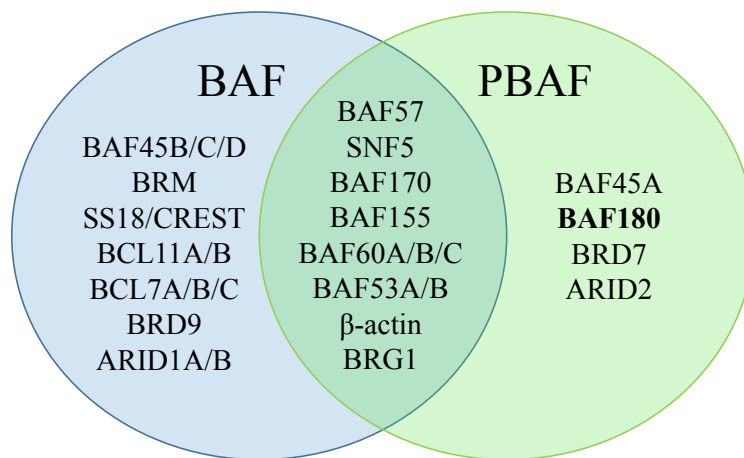 BAF
PBAF
BAF45B/C/D
BRM
SS18/CREST
BCL11A/B
BCL7A/B/C
BRD9
ARID1A/B
BAF57
SNF5
BAF170
BAF155
BAF60A/B/C
BAF53A/B
β-actin
BRG1
BAF45A
BAF180
BRD7
ARID2